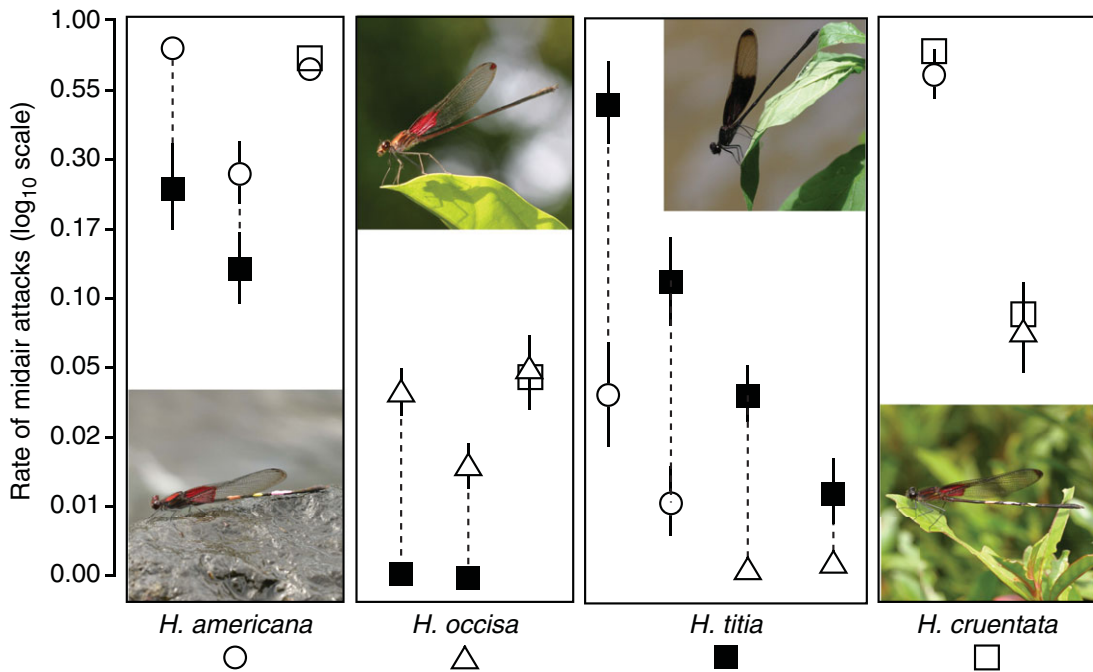 Rate of midair attacks (log10 scale)
1.00
0.55
0.30
0.17
0.10
0.05
0.02
0.01
0.00
H. americana
H. occisa
H. titia
H. cruentata